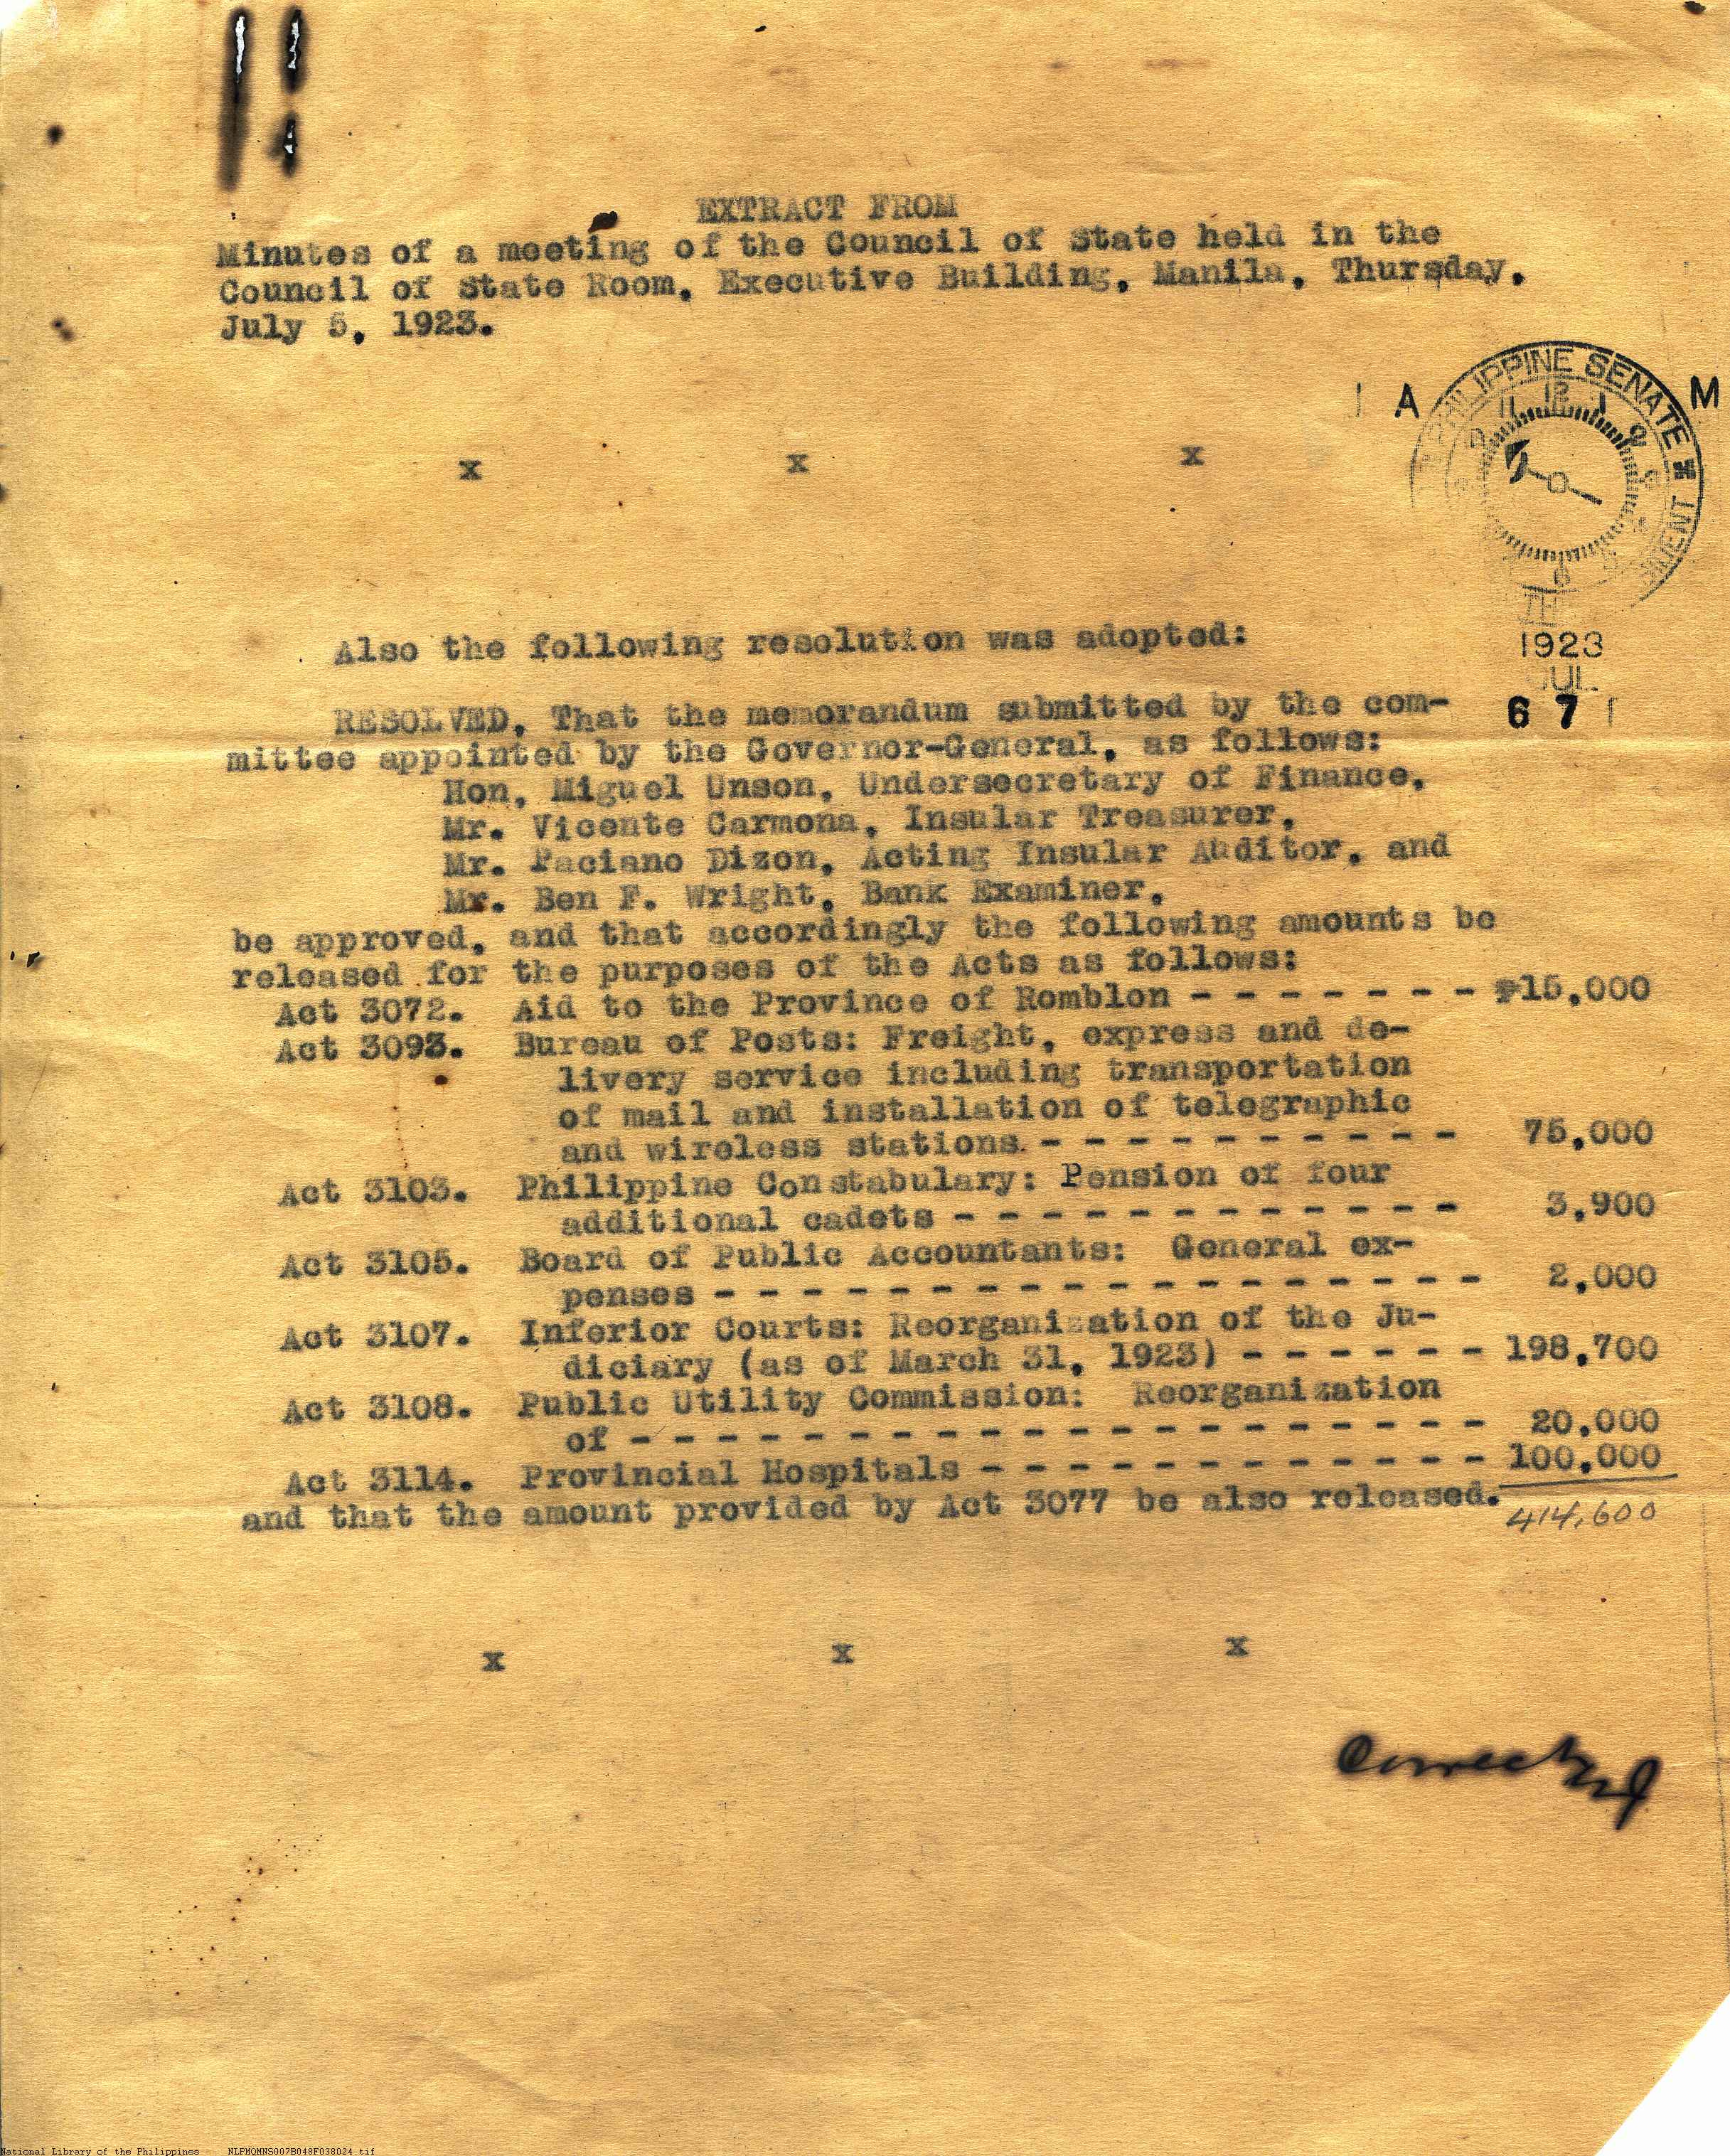 EXTRACT FROM
Minutes of a meeting of the Council of State held in the
Council of State Room, Executive Building, Manila, Thursday,
July 5, 1923.
A M
PHILIPPINE SENATE
12
1923
JUL
6 7
x x x
Also the following resolution was adopted:
RESOLVED, That the memorandum submitted by the com-
mittee appointed by the Governor-General, as follows:
Hon. Miguel Unson, Undersecretary of Finance,
Mr. Vicente Carmona, Insular Treasurer,
Mr. Paciano Dizon, Acting Insular Auditor, and
Mr. Ben F. Wright, Bank Examiner,
be approved, and that accordingly the following amounts be
released for the purposes of the Acts as follows:
Act 3072. Aid to the Province of Romblon - - - - - - - ₱15,000
Act 3093. Bureau of Posts: Freight, express and de-
livery service including transportation
of mail and installation of telegraphic
and wireless stations. - - - - - - - - - - 75,000
Act 3103. Philippine Constabulary: Pension of four
additional cadets - - - - - - - - - - - - 3,900
Act 3105. Board of Public Accountants: General ex-
penses - - - - - - - - - - - - - - - - - - 2,000
Act 3107. Inferior Courts: Reorganization of the Ju-
diciary (as of March 31, 1923) - - - - - - 198,700
Act 3108. Public Utility Commission: Reorganization
of - - - - - - - - - - - - - - - - - - - - 20,000
Act 3114. Provincial Hospitals - - - - - - - - - - - - 100,000
and that the amount provided by Act 3077 be also released.
414,600
x x x
National Library of the Philippines NLPMQMNS007B048F038024.tif